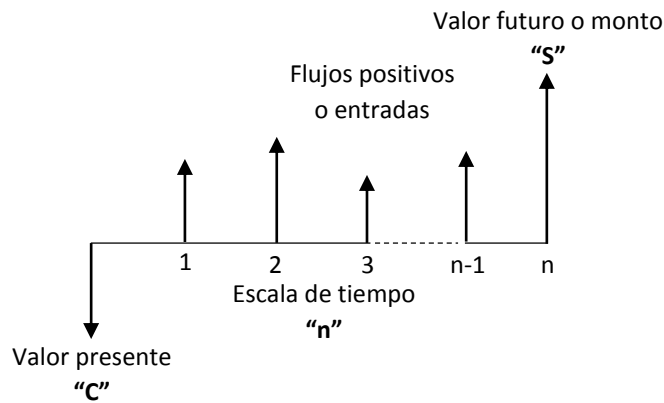 Valor futuro o monto
“S”
Flujos positivos
o entradas
1 2 3 n-1 n
Escala de tiempo
“n”
Valor presente
“C”